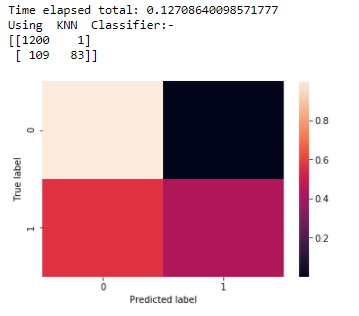 Time elapsed total: 0.12708640098571777
Using  KNN  Classifier:-
[[1200    1]
 [ 109   83]]
0
1
True label
0
1
Predicted label
0.8
0.6
0.4
0.2